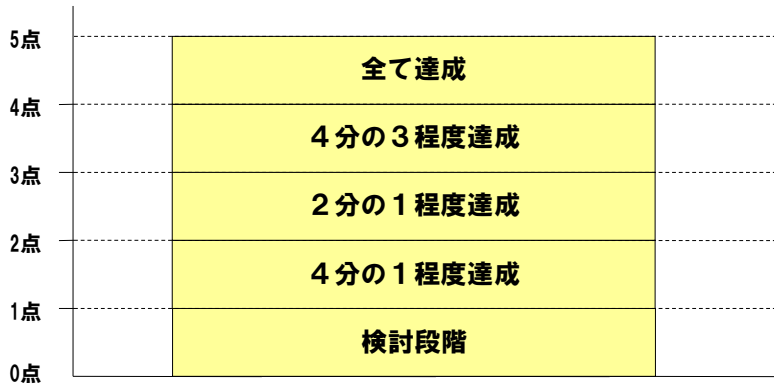 5点
全て達成
4点
４分の３程度達成
3点
２分の１程度達成
2点
４分の１程度達成
1点
検討段階
0点